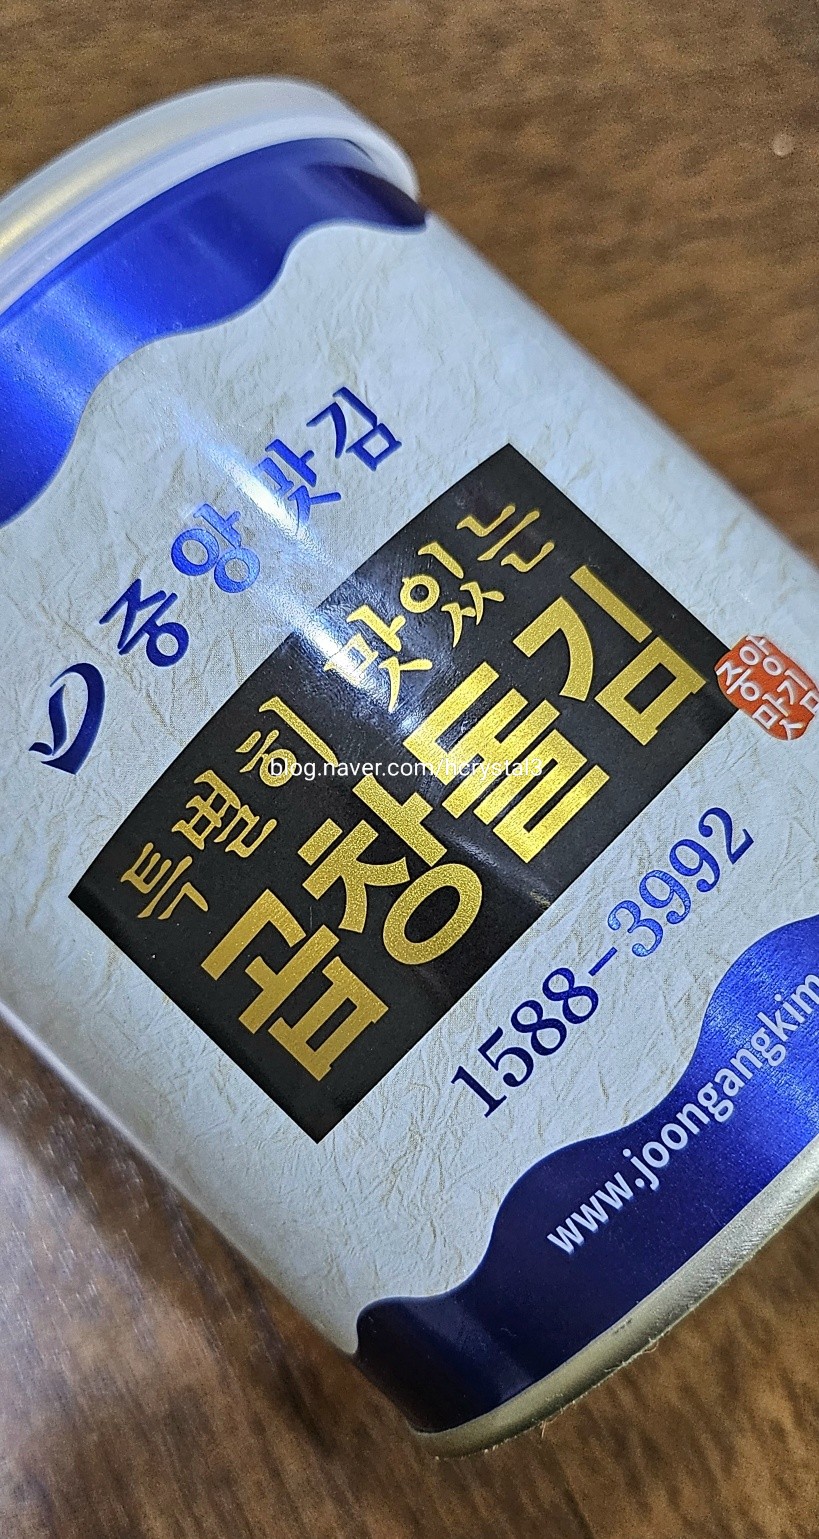 중앙맛김
특별히 맛있는
곱창돌김
중앙
맛김
blog.naver.com/hcrystal3
1588-3992
www.joongangkim